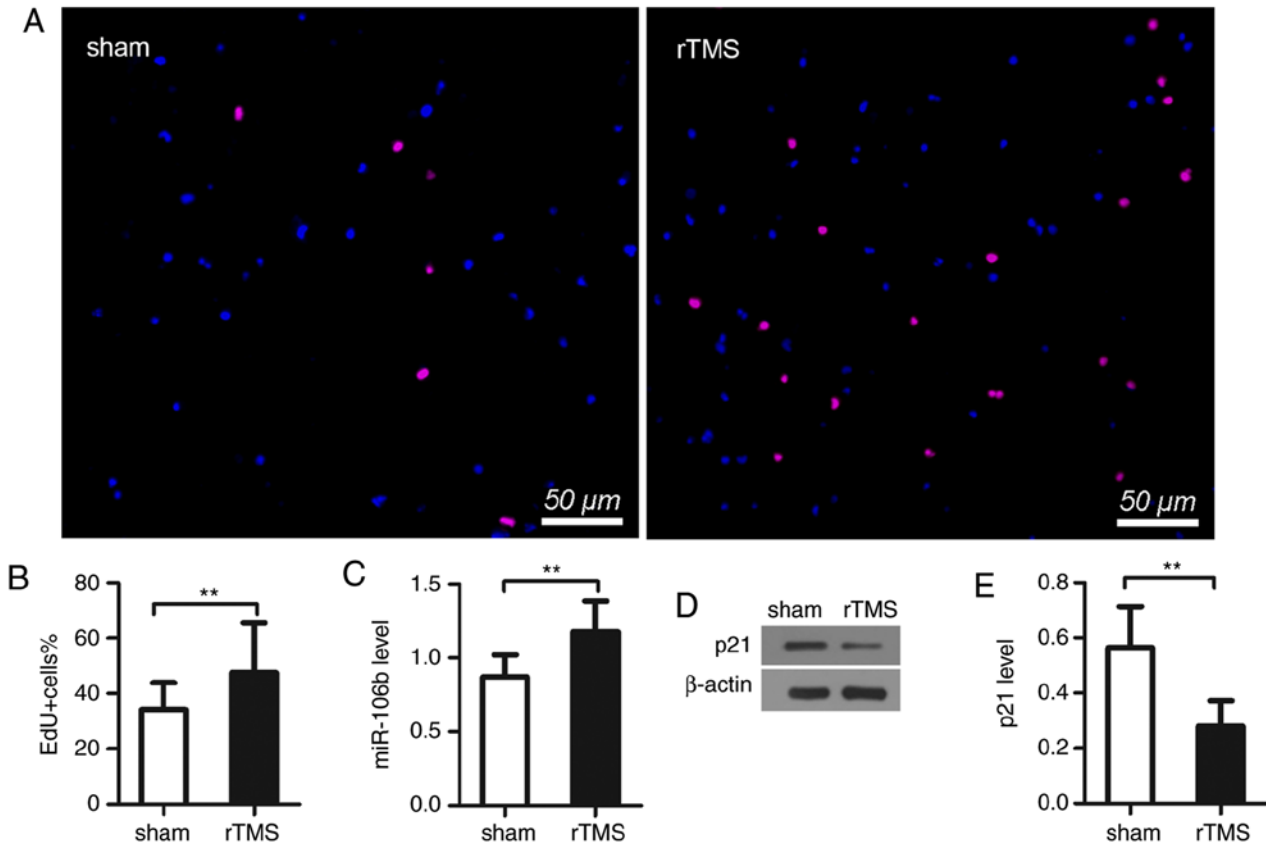 A
sham
rTMS
50 µm
50 µm
B
EdU+cells%
80
60
40
20
0
**
sham
rTMS
C
miR-106b level
1.5
1.0
0.5
0.0
**
sham
rTMS
D
sham rTMS
p21
β-actin
E
p21 level
0.8
0.6
0.4
0.2
0.0
**
sham
rTMS